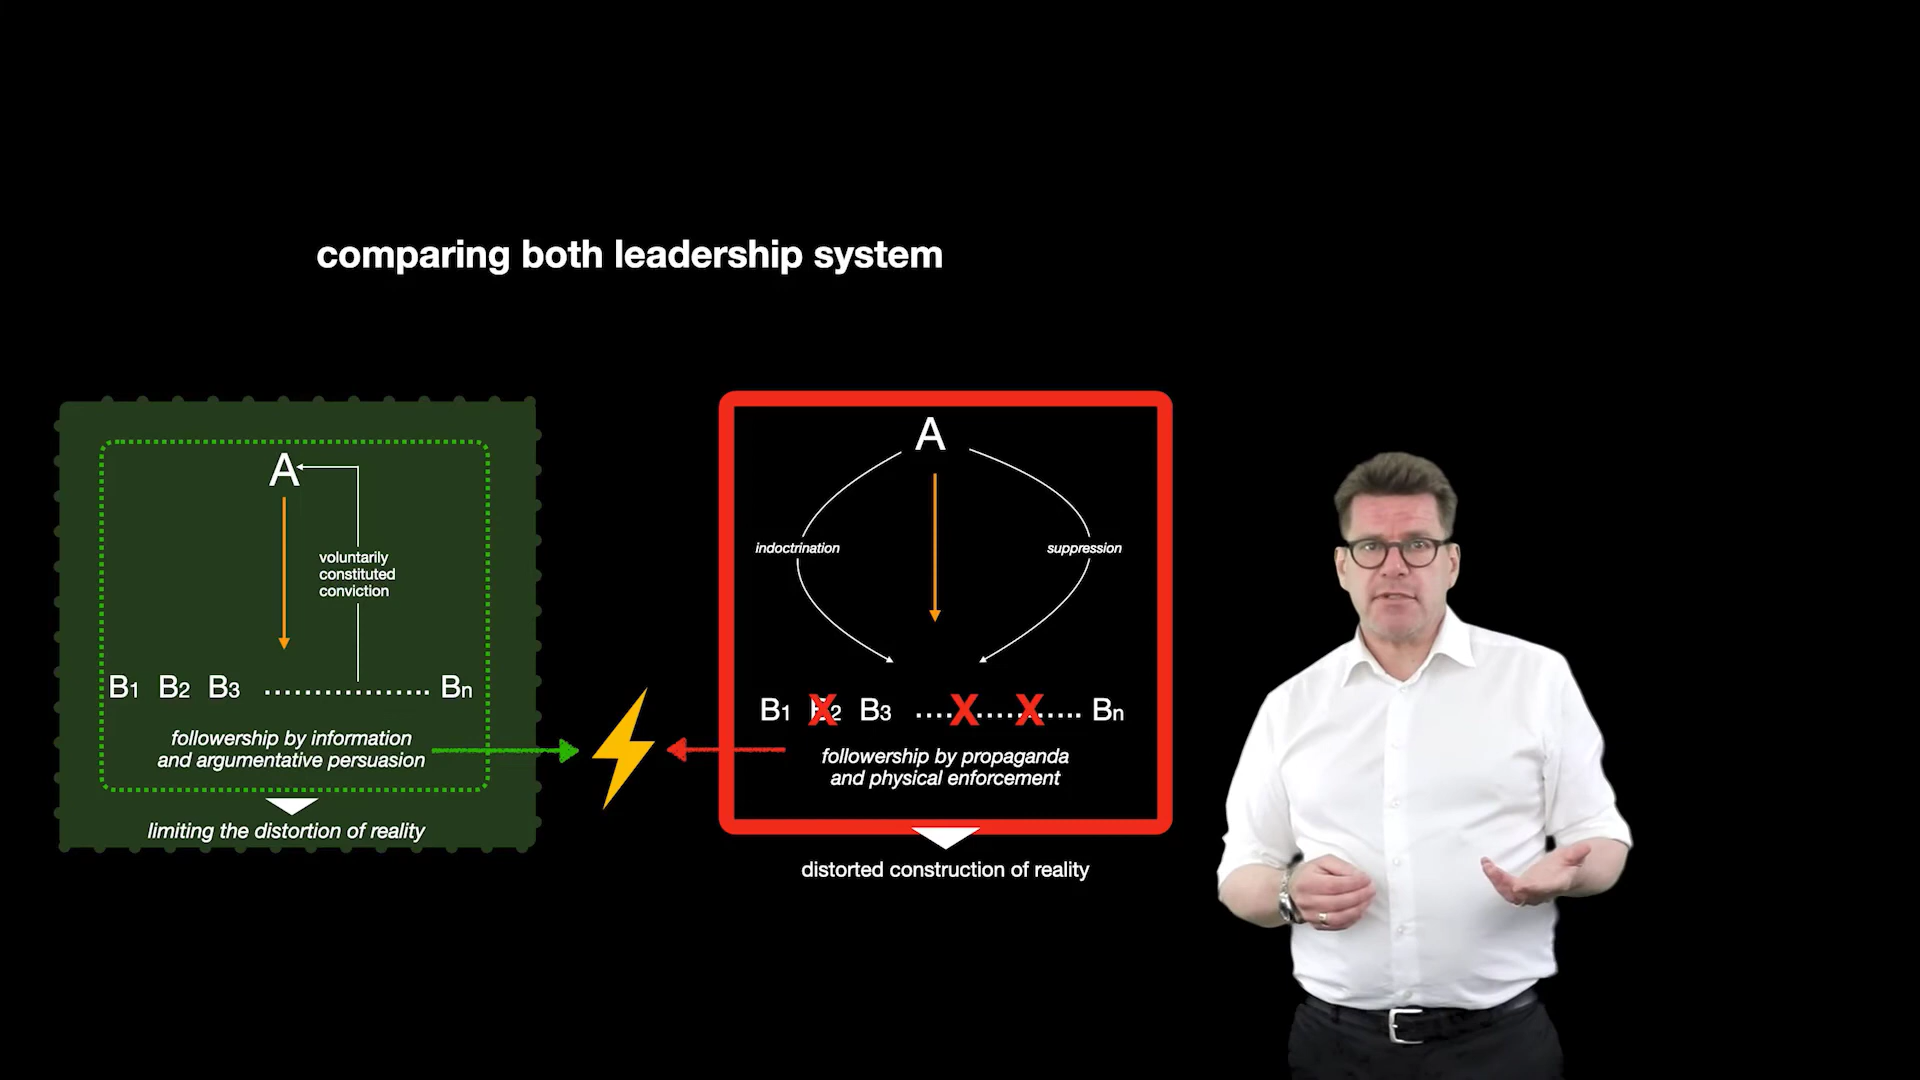 comparing both leadership system
A
voluntarily
constituted
conviction
B1 B2 B3 ................... Bn
followership by information
and argumentative persuasion
limiting the distortion of reality
A
indoctrination
suppression
B1 X2 B3 ....X......X.... Bn
followership by propaganda
and physical enforcement
distorted construction of reality